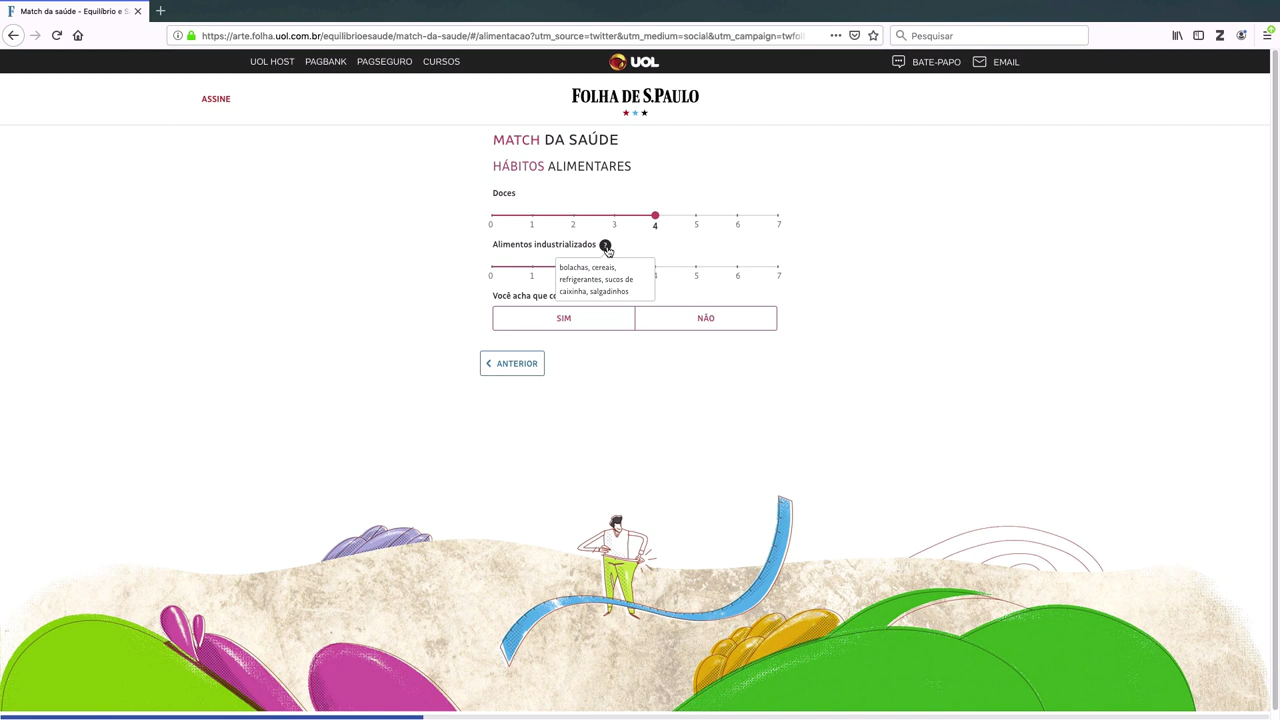 Match da saúde - Equilíbrio e S
https://arte.folha.uol.com.br/equilibrioesaude/match-da-saude/#/alimentacao?utm_source=twitter&utm_medium=social&utm_campaign=twfol
Pesquisar
UOL HOST PAGBANK PAGSEGURO CURSOS UOL BATE-PAPO EMAIL
ASSINE
FOLHA DE S.PAULO
MATCH DA SAÚDE
HÁBITOS ALIMENTARES
Doces
0 1 2 3 4 5 6 7
Alimentos industrializados ?
bolachas, cereais,
refrigerantes, sucos de
caixinha, salgadinhos
0 1 4 5 6 7
Você acha que co
SIM NÃO
ANTERIOR